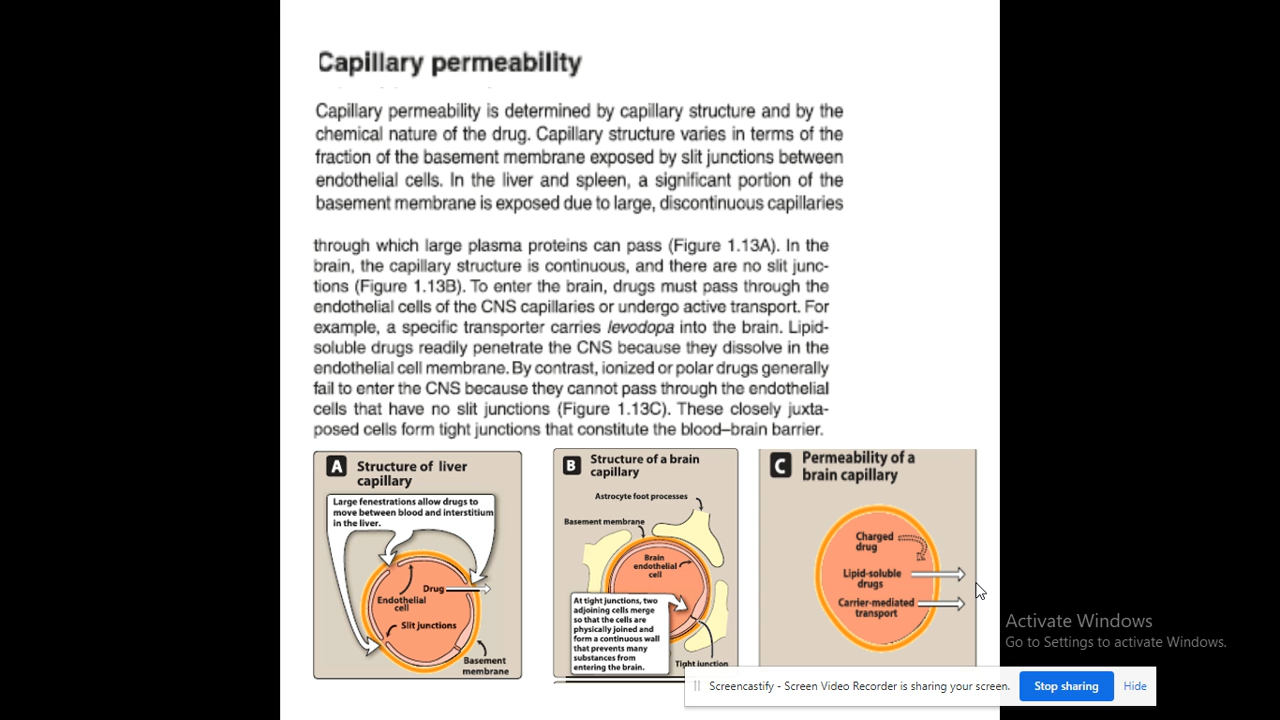 Capillary permeability
Capillary permeability is determined by capillary structure and by the
chemical nature of the drug. Capillary structure varies in terms of the
fraction of the basement membrane exposed by slit junctions between
endothelial cells. In the liver and spleen, a significant portion of the
basement membrane is exposed due to large, discontinuous capillaries
through which large plasma proteins can pass (Figure 1.13A). In the
brain, the capillary structure is continuous, and there are no slit junc-
tions (Figure 1.13B). To enter the brain, drugs must pass through the
endothelial cells of the CNS capillaries or undergo active transport. For
example, a specific transporter carries levodopa into the brain. Lipid-
soluble drugs readily penetrate the CNS because they dissolve in the
endothelial cell membrane. By contrast, ionized or polar drugs generally
fail to enter the CNS because they cannot pass through the endothelial
cells that have no slit junctions (Figure 1.13C). These closely juxta-
posed cells form tight junctions that constitute the blood–brain barrier.
A
Structure of liver
capillary
Large fenestrations allow drugs to
move between blood and interstitium
in the liver.
Drug
Endothelial
cell
Slit junctions
Basement
membrane
B
Structure of a brain
capillary
Astrocyte foot processes
Basement membrane
Brain
endothelial
cell
At tight junctions, two
adjoining cells merge
so that the cells are
physically joined and
form a continuous wall
that prevents many
substances from
entering the brain.
Tight junction
C
Permeability of a
brain capillary
Charged
drug
Lipid-soluble
drugs
Carrier-mediated
transport
Activate Windows
Go to Settings to activate Windows.
Screencastify - Screen Video Recorder is sharing your screen.
Stop sharing
Hide